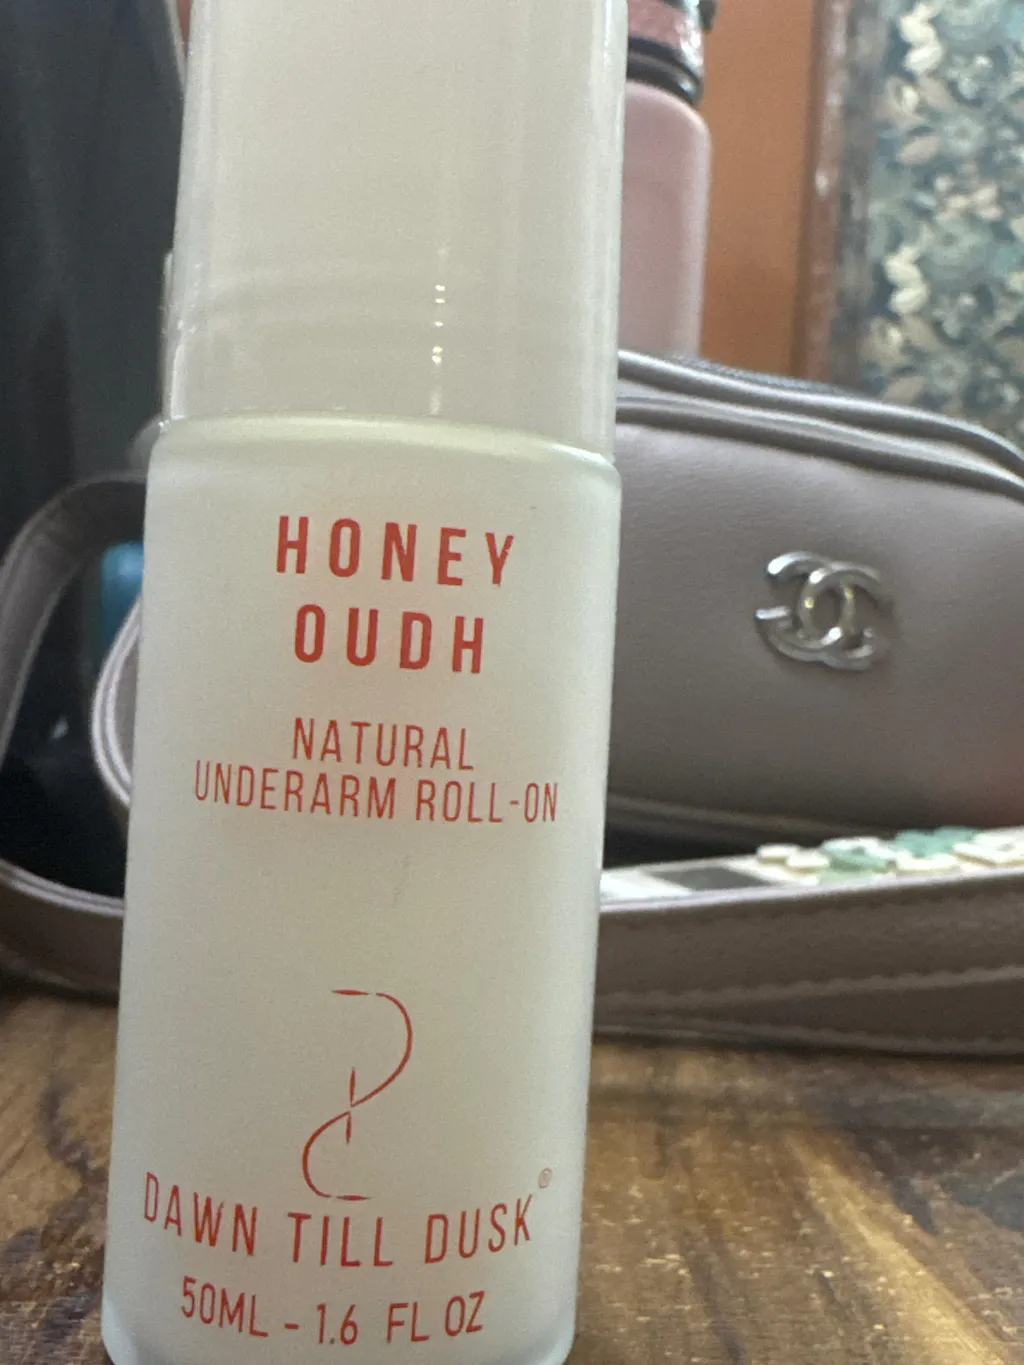 HONEY
OUDH
NATURAL
UNDERARM ROLL-ON
DAWN TILL DUSK®
50ML - 1.6 FL OZ